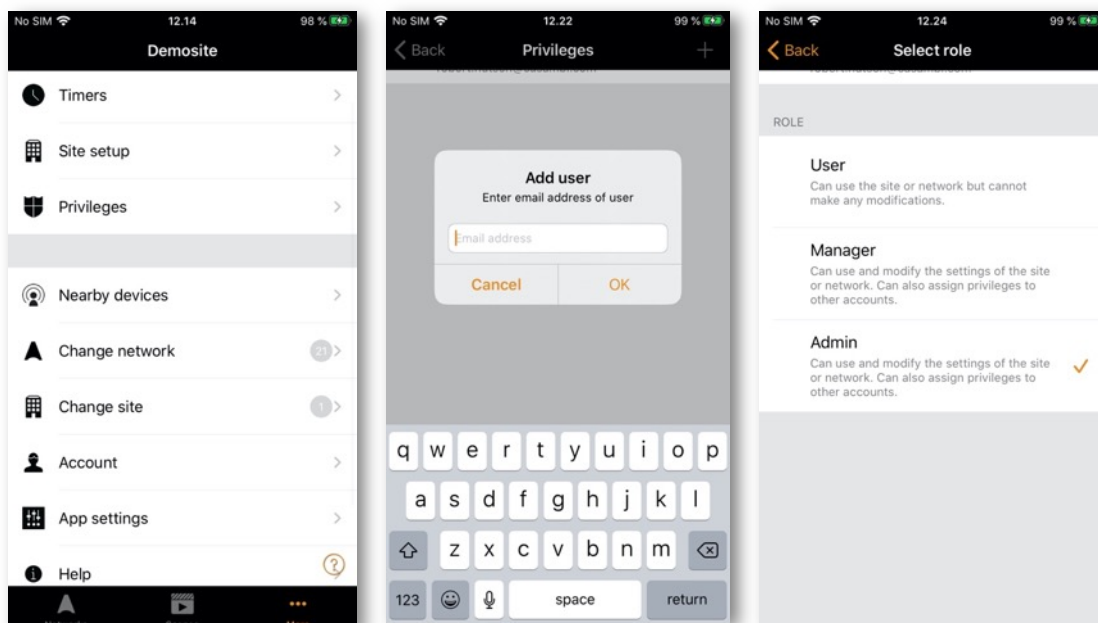 No SIM 12.14 98 %
Demosite
Timers
Site setup
Privileges
Nearby devices
Change network 21
Change site 1
Account
App settings
Help
?
No SIM 12.22 99 %
Back Privileges +
Add user
Enter email address of user
Email address
Cancel OK
q w e r t y u i o p
a s d f g h j k l
z x c v b n m
123 space return
No SIM 12.24 99 %
Back Select role
ROLE
User
Can use the site or network but cannot
make any modifications.
Manager
Can use and modify the settings of the site
or network. Can also assign privileges to
other accounts.
Admin
Can use and modify the settings of the site
or network. Can also assign privileges to
other accounts.